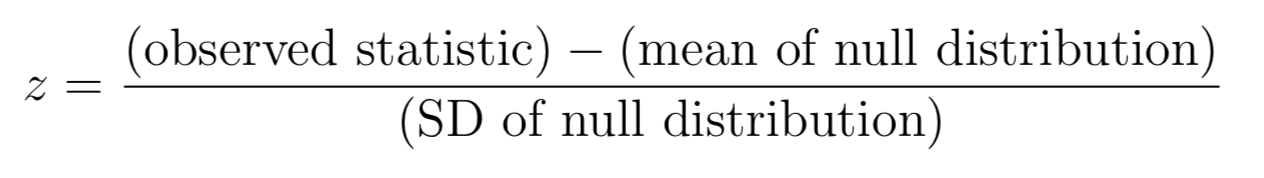 z = (observed statistic) − (mean of null distribution)
(SD of null distribution)